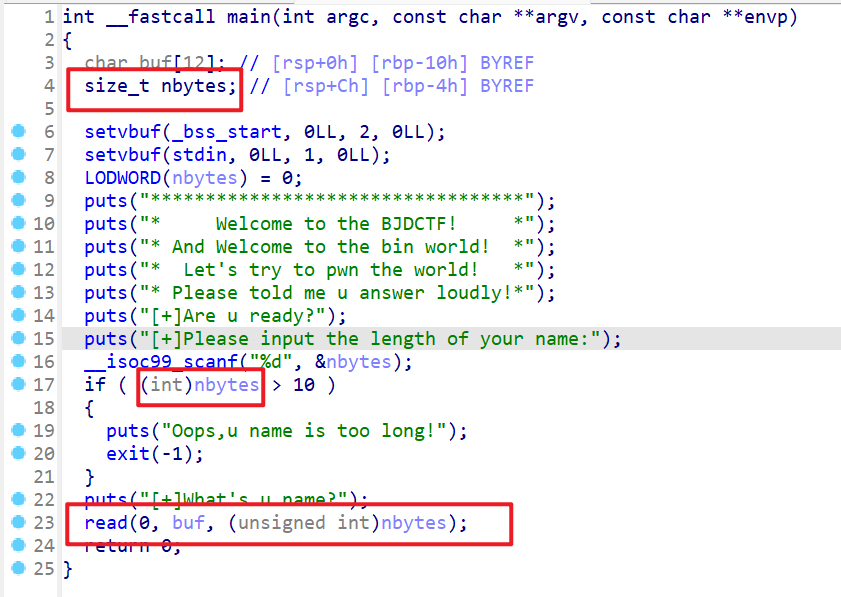 1 int __fastcall main(int argc, const char **argv, const char **envp)
2 {
3   char buf[12]; // [rsp+0h] [rbp-10h] BYREF
4   size_t nbytes; // [rsp+Ch] [rbp-4h] BYREF
5
6   setvbuf(_bss_start, 0LL, 2, 0LL);
7   setvbuf(stdin, 0LL, 1, 0LL);
8   LODWORD(nbytes) = 0;
9   puts("**********************************");
10   puts("*     Welcome to the BJDCTF!     *");
11   puts("* And Welcome to the bin world!  *");
12   puts("*  Let's try to pwn the world!   *");
13   puts("* Please told me u answer loudly!*");
14   puts("[+]Are u ready?");
15   puts("[+]Please input the length of your name:");
16   __isoc99_scanf("%d", &nbytes);
17   if ( (int)nbytes > 10 )
18   {
19     puts("Oops,u name is too long!");
20     exit(-1);
21   }
22   puts("[+]What's u name?");
23   read(0, buf, (unsigned int)nbytes);
24   return 0;
25 }